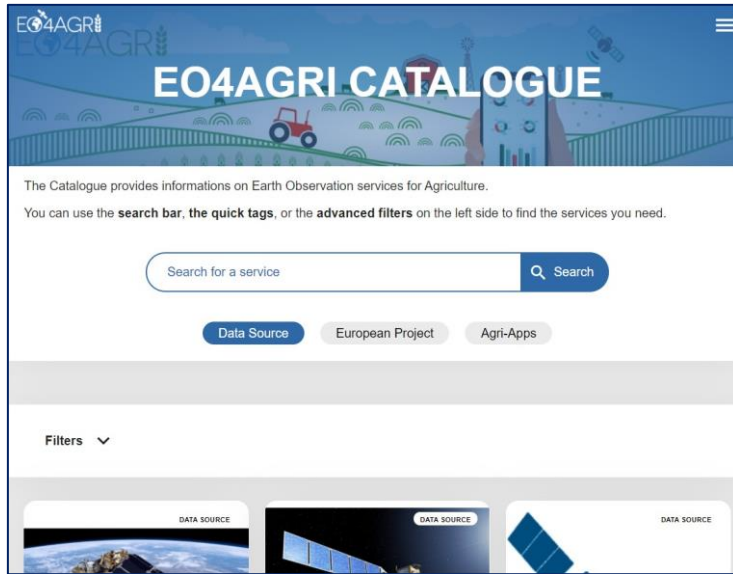 EO4AGRI
EO4AGRI
EO4AGRI CATALOGUE
The Catalogue provides informations on Earth Observation services for Agriculture.
You can use the search bar, the quick tags, or the advanced filters on the left side to find the services you need.
Search for a service
Search
Data Source
European Project
Agri-Apps
Filters
DATA SOURCE
DATA SOURCE
DATA SOURCE